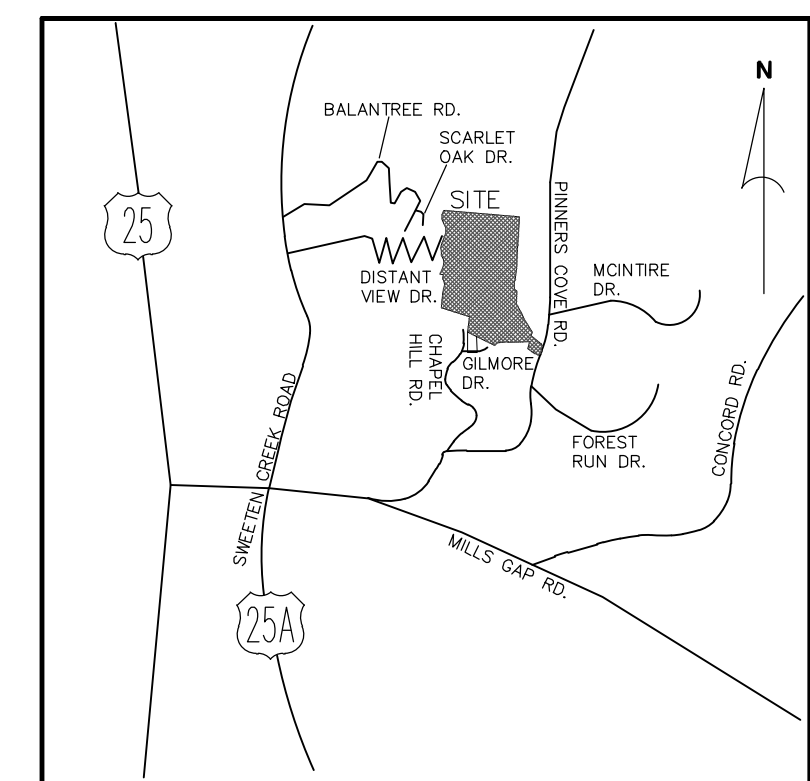 N
BALANTREE RD.
SCARLET
OAK DR.
SITE
25
PINNERS COVE RD.
MCINTIRE
DR.
DISTANT
VIEW DR.
CHAPEL
HILL RD.
GILMORE
DR.
CONCORD RD.
SWEETEN CREEK ROAD
FOREST
RUN DR.
MILLS GAP RD.
25A